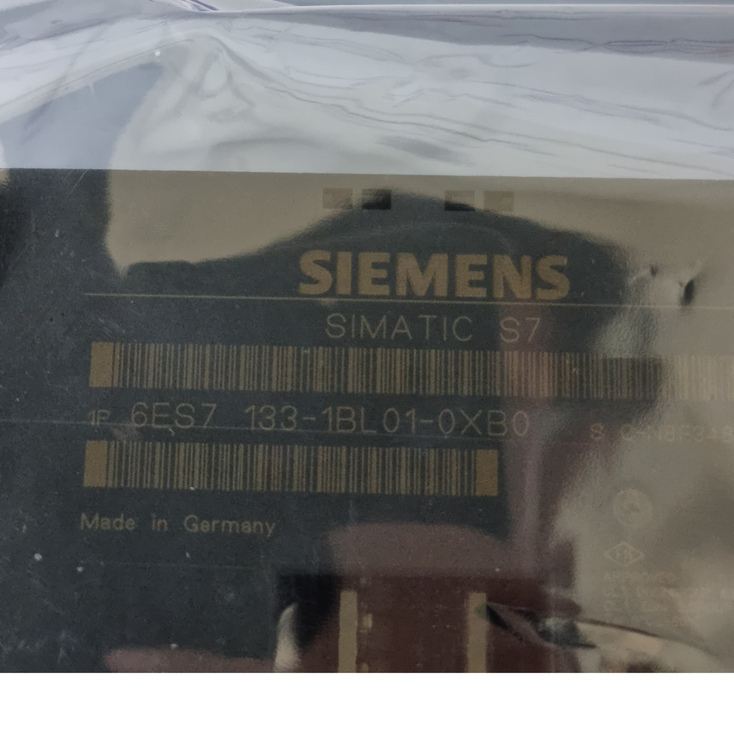 SIEMENS
SIMATIC S7
1P 6ES7 133-1BL01-0XB0
Made in Germany